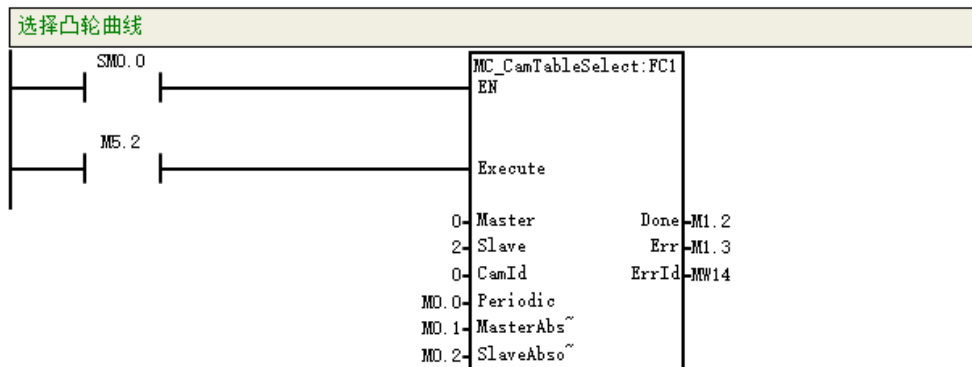 选择凸轮曲线
SM0.0
MC_CamTableSelect:FC1
EN
M5.2
Execute
0 Master Done M1.2
2 Slave Err M1.3
0 CamId ErrId MW14
M0.0 Periodic
M0.1 MasterAbs~
M0.2 SlaveAbso~